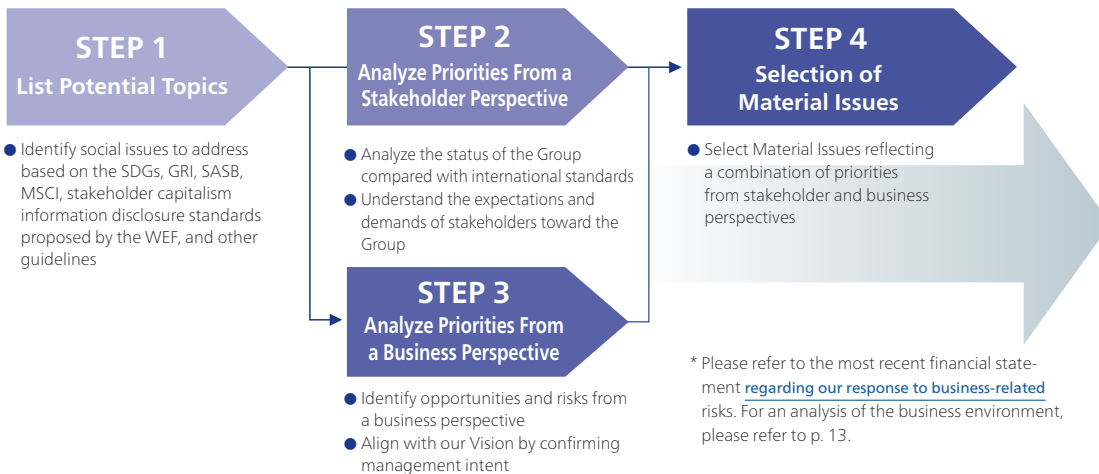 STEP 1
List Potential Topics
● Identify social issues to address
based on the SDGs, GRI, SASB,
MSCI, stakeholder capitalism
information disclosure standards
proposed by the WEF, and other
guidelines
STEP 2
Analyze Priorities From a
Stakeholder Perspective
● Analyze the status of the Group
compared with international standards
● Understand the expectations and
demands of stakeholders toward the
Group
STEP 3
Analyze Priorities From
a Business Perspective
● Identify opportunities and risks from
a business perspective
● Align with our Vision by confirming
management intent
STEP 4
Selection of
Material Issues
● Select Material Issues reflecting
a combination of priorities
from stakeholder and business
perspectives
* Please refer to the most recent financial state-
ment regarding our response to business-related
risks. For an analysis of the business environment,
please refer to p. 13.